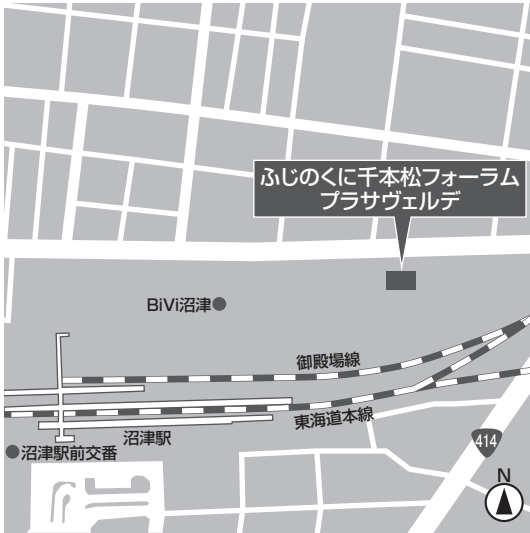 ふじのくに千本松フォーラム
プラサヴェルデ
BiVi沼津
御殿場線
東海道本線
沼津駅
沼津駅前交番
414
N